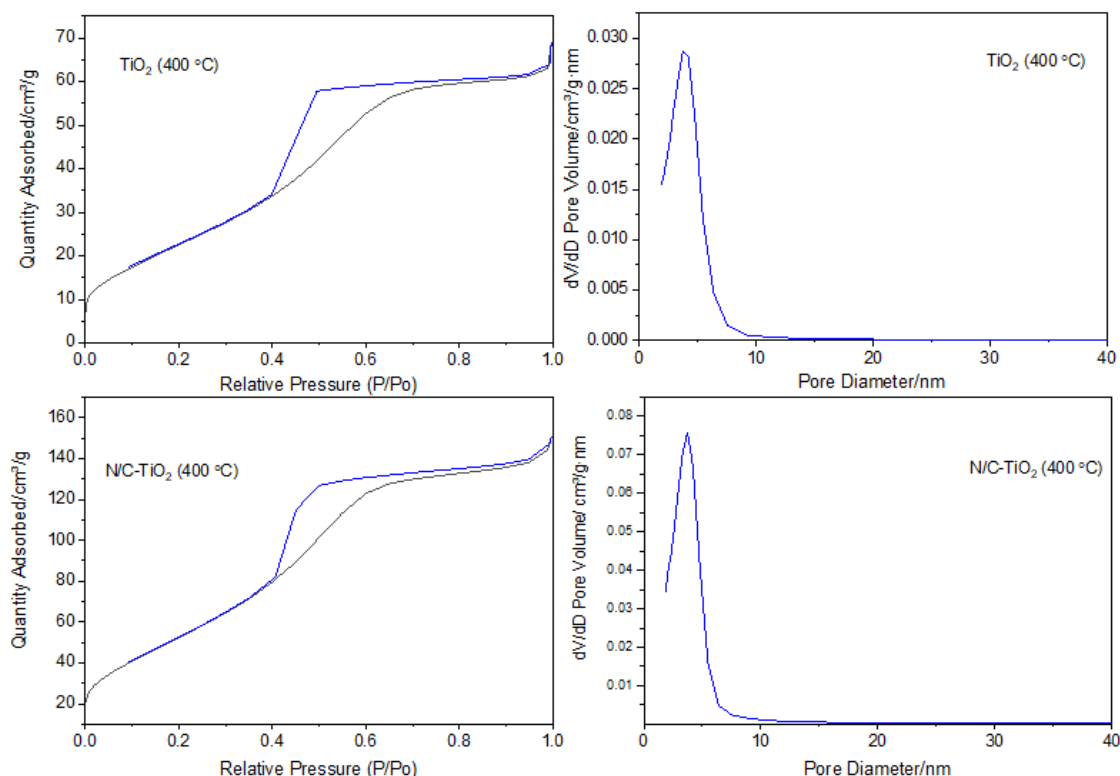 70
60
50
40
30
20
10
0
Quantity Adsorbed/cm³/g
TiO₂ (400 °C)
0.0 0.2 0.4 0.6 0.8 1.0
Relative Pressure (P/Po)
0.030
0.025
0.020
0.015
0.010
0.005
0.000
dV/dD Pore Volume/cm³/g·nm
TiO₂ (400 °C)
0 10 20 30 40
Pore Diameter/nm
160
140
120
100
80
60
40
20
Quantity Adsorbed/cm³/g
N/C-TiO₂ (400 °C)
0.0 0.2 0.4 0.6 0.8 1.0
Relative Pressure (P/Po)
0.08
0.07
0.06
0.05
0.04
0.03
0.02
0.01
dV/dD Pore Volume/ cm³/g·nm
N/C-TiO₂ (400 °C)
0 10 20 30 40
Pore Diameter/nm